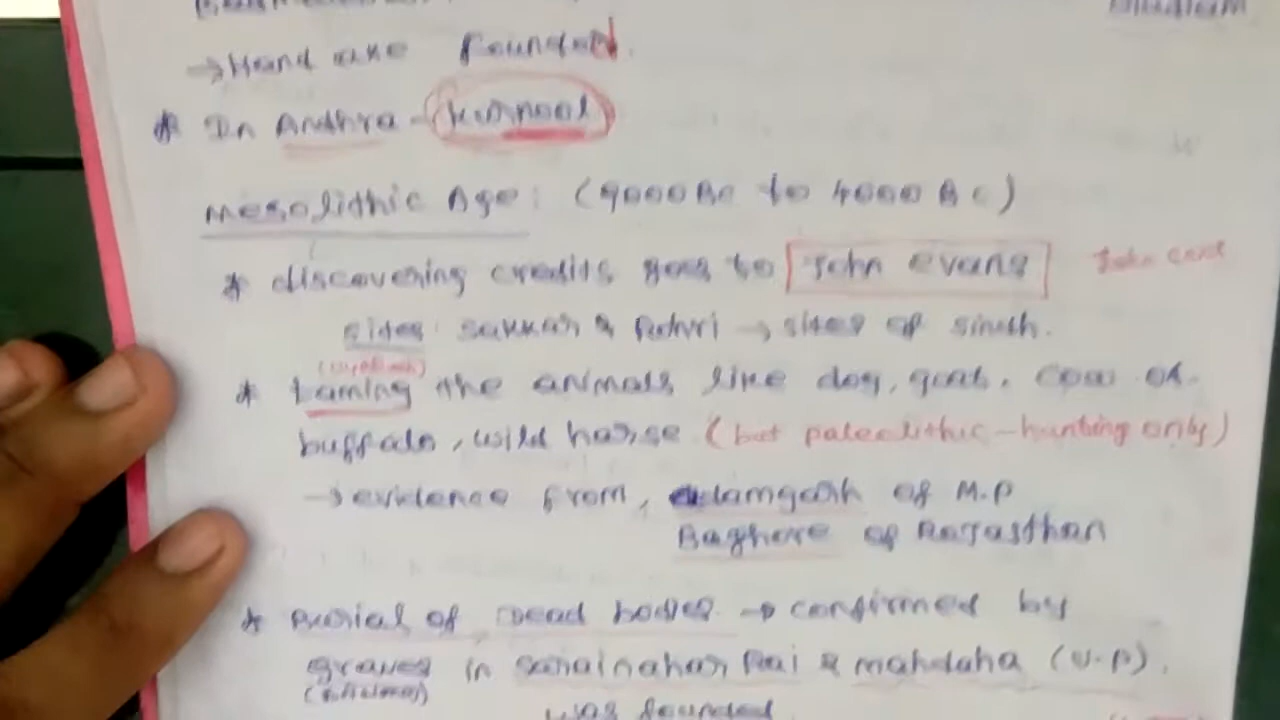 → Hand axe founded.
* In Andhra - Kurnool
Mesolithic Age: (9000 BC to 4000 BC)
* discovering credits goes to John evans
sites: sukkar & Rohri → sites of sindh.
* taming the animals like dog, goat, cow ox
buffalo, wild horse (but paleolithic - hunting only)
→ evidence from, adamgarh of M.P
Baghore of Rajasthan
* Burial of Dead bodies → confirmed by
graves in sarainahar Rai & mahdaha (U.P).
was founded